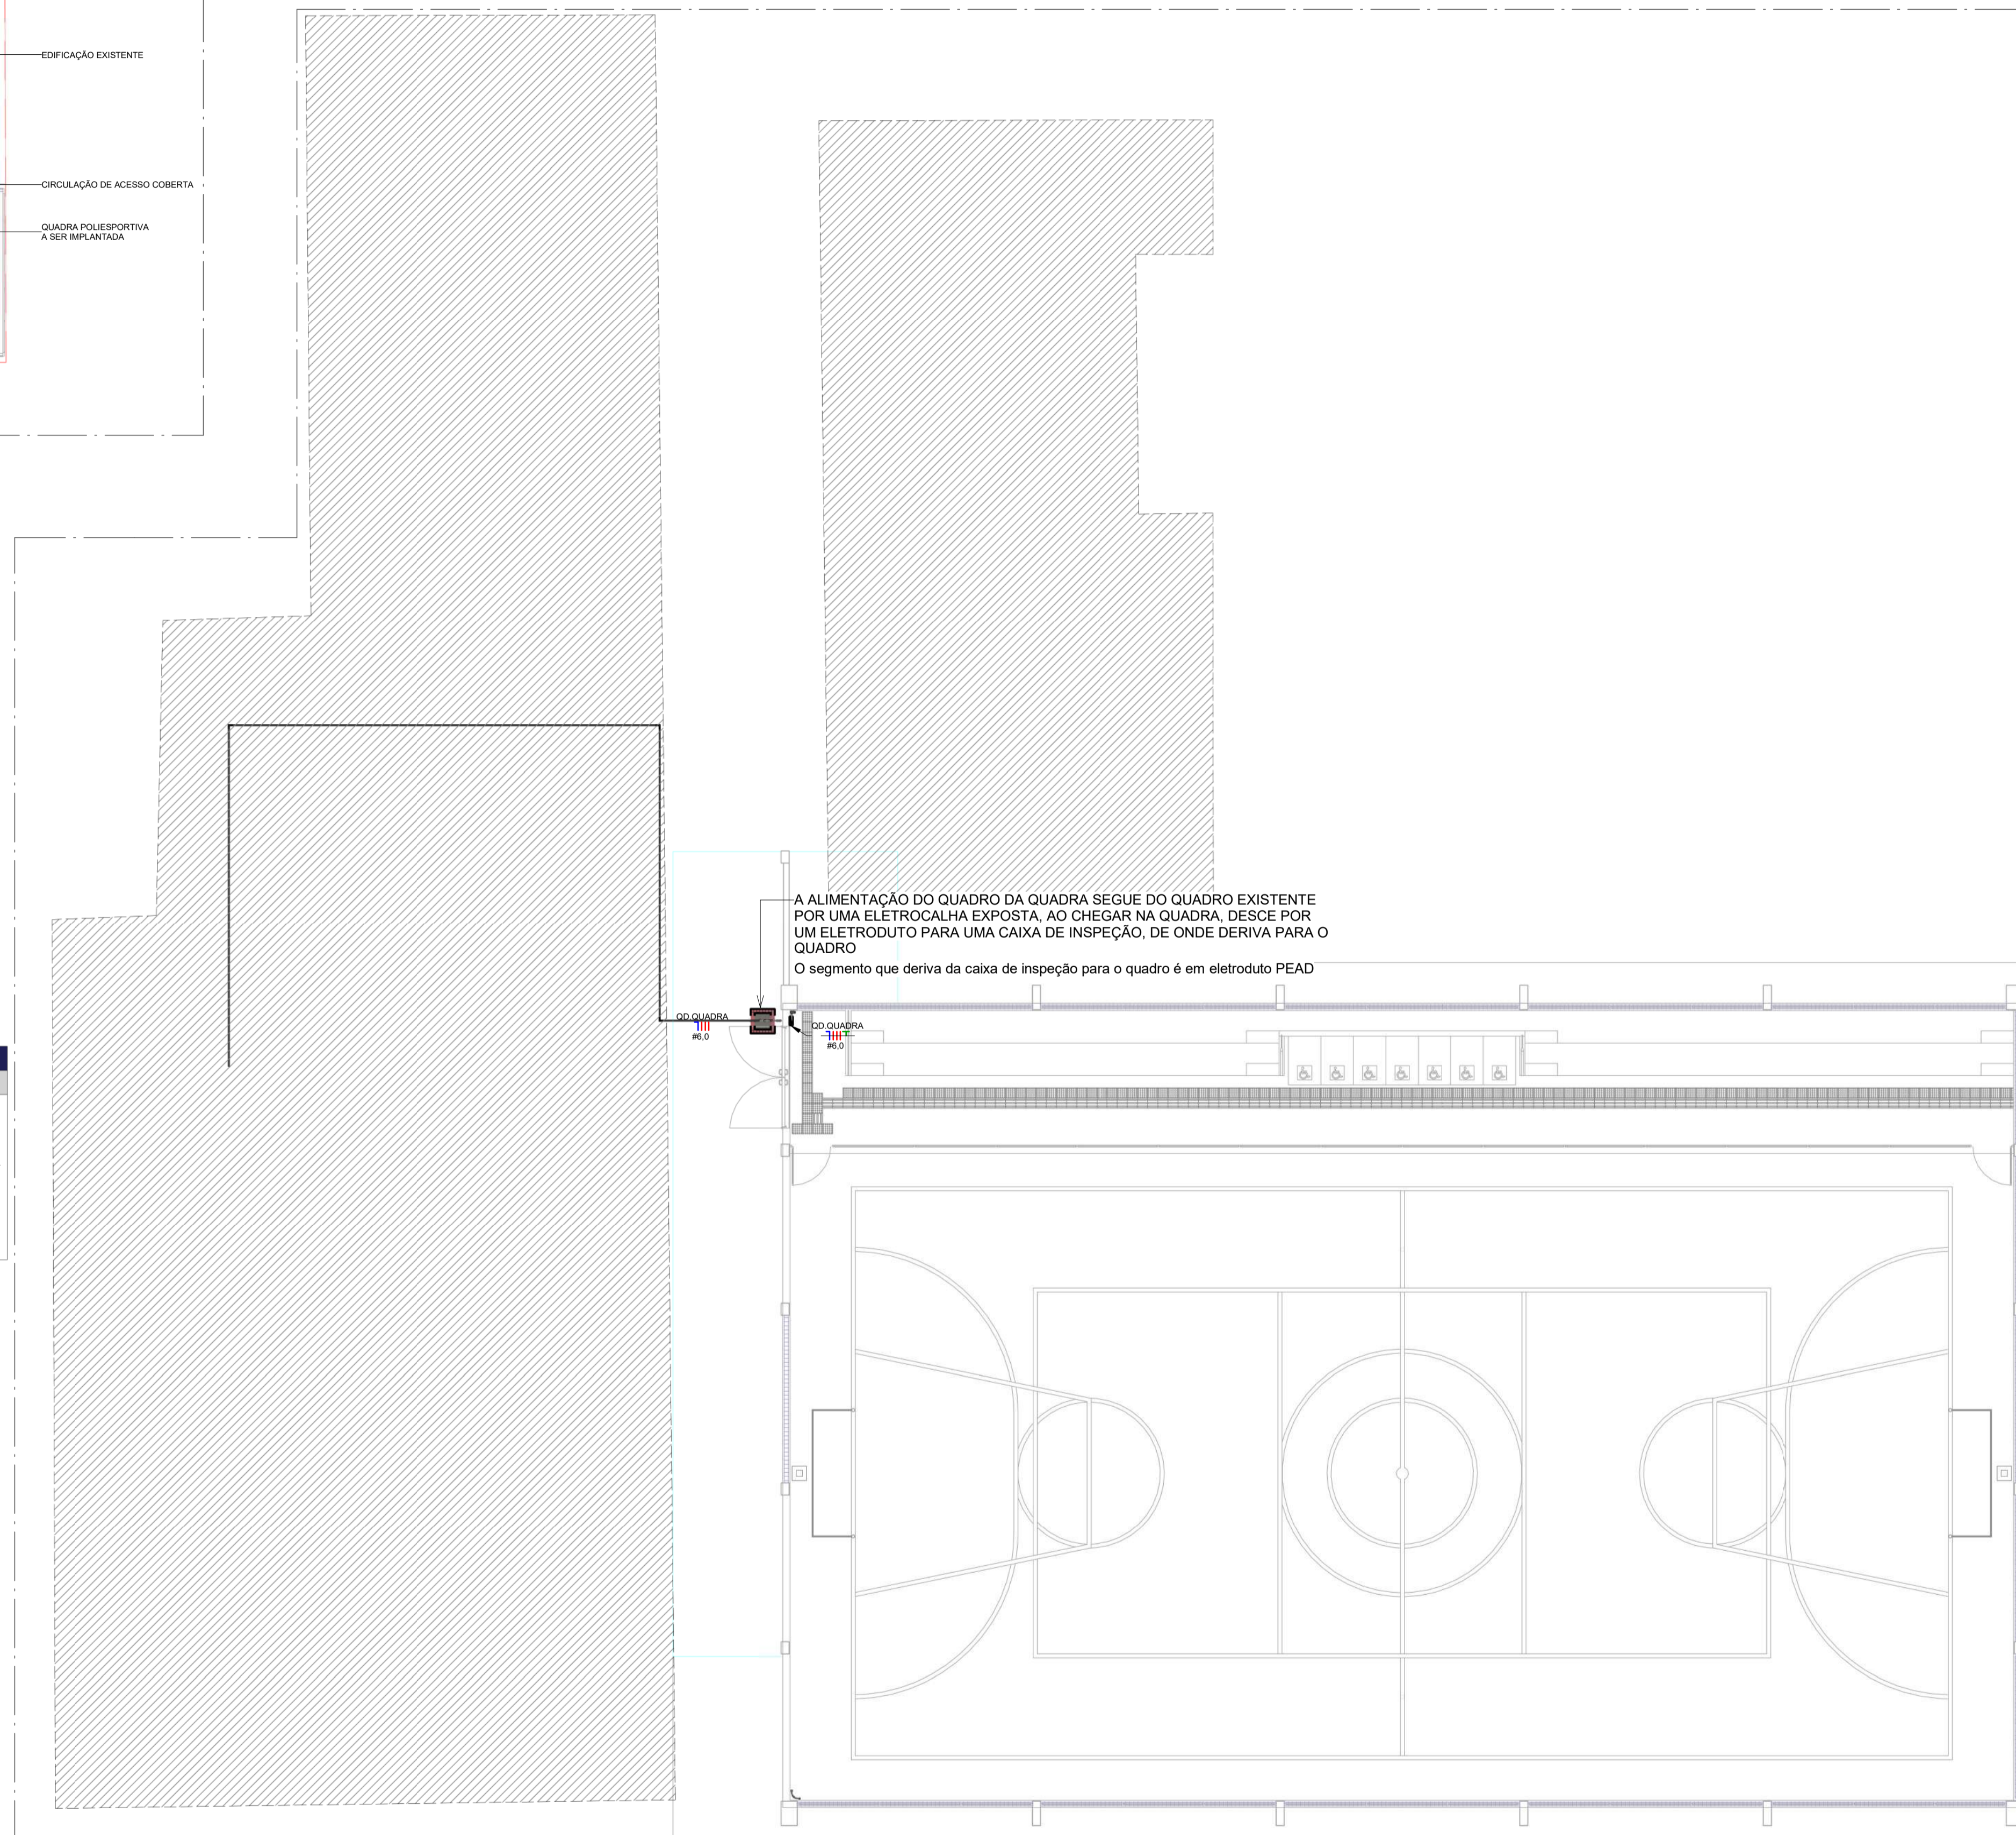 EDIFICAÇÃO EXISTENTE
CIRCULAÇÃO DE ACESSO COBERTA
QUADRA POLIESPORTIVA
A SER IMPLANTADA
A ALIMENTAÇÃO DO QUADRO DA QUADRA SEGUE DO QUADRO EXISTENTE
POR UMA ELETROCALHA EXPOSTA, AO CHEGAR NA QUADRA, DESCE POR
UM ELETRODUTO PARA UMA CAIXA DE INSPEÇÃO, DE ONDE DERIVA PARA O
QUADRO
O segmento que deriva da caixa de inspeção para o quadro é em eletroduto PEAD
QD.QUADRA
#6,0
QD.QUADRA
#6,0